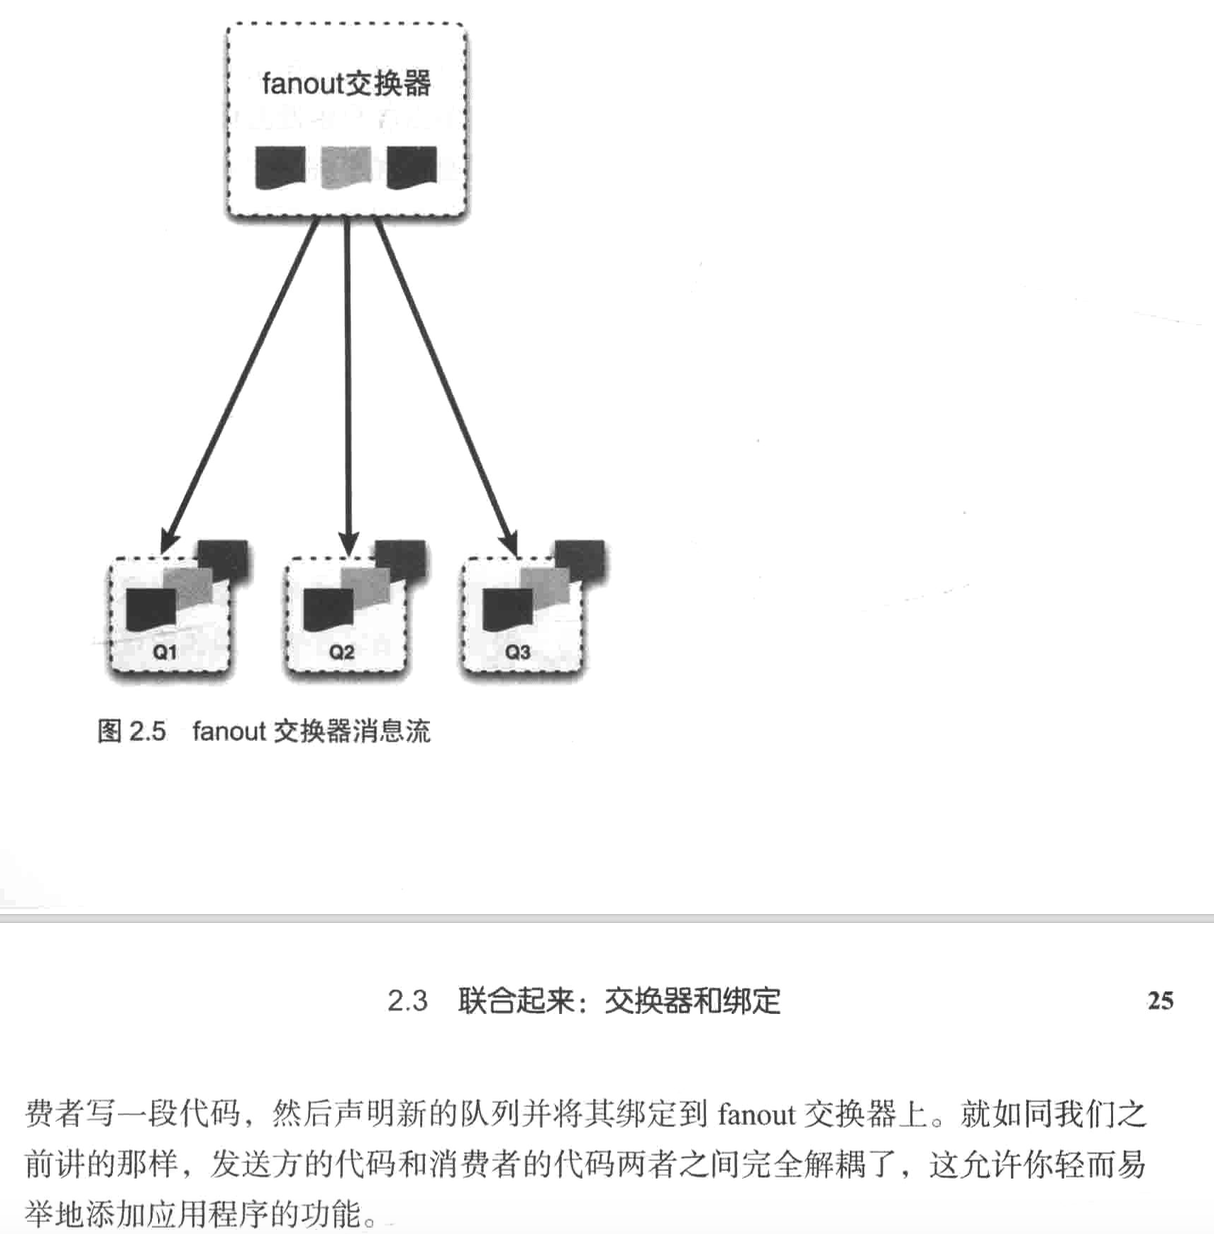 fanout交换器
Q1
Q2
Q3
图 2.5 fanout 交换器消息流
2.3 联合起来：交换器和绑定
25
费者写一段代码，然后声明新的队列并将其绑定到 fanout 交换器上。就如同我们之
前讲的那样，发送方的代码和消费者的代码两者之间完全解耦了，这允许你轻而易
举地添加应用程序的功能。